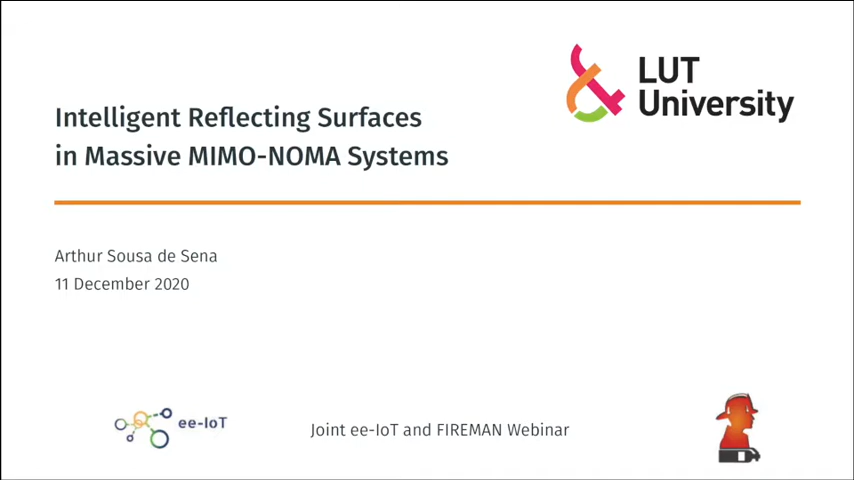 LUT
University
Intelligent Reflecting Surfaces
in Massive MIMO-NOMA Systems
Arthur Sousa de Sena
11 December 2020
ee-IoT
Joint ee-IoT and FIREMAN Webinar